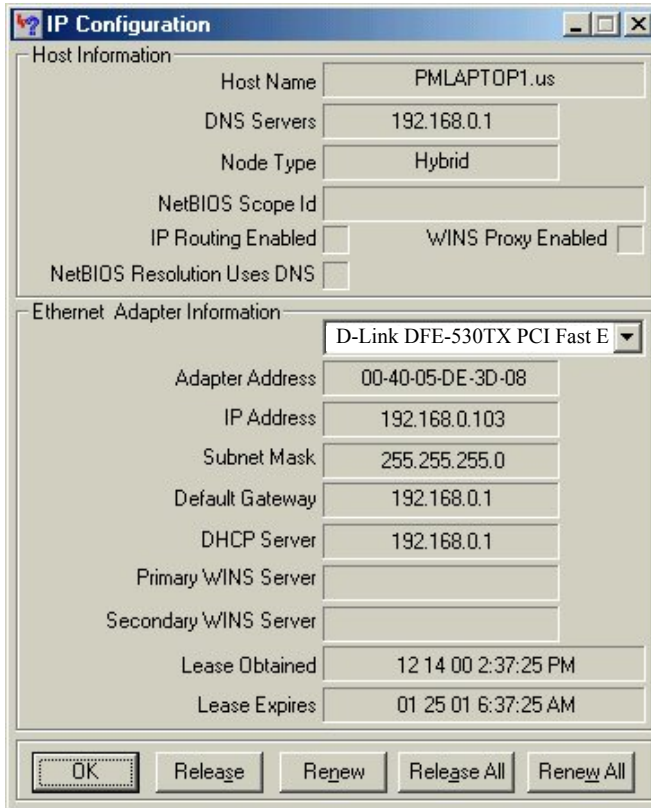 IP Configuration
Host Information
Host Name PMLAPTOP1.us
DNS Servers 192.168.0.1
Node Type Hybrid
NetBIOS Scope Id
IP Routing Enabled WINS Proxy Enabled
NetBIOS Resolution Uses DNS
Ethernet Adapter Information
D-Link DFE-530TX PCI Fast E
Adapter Address 00-40-05-DE-3D-08
IP Address 192.168.0.103
Subnet Mask 255.255.255.0
Default Gateway 192.168.0.1
DHCP Server 192.168.0.1
Primary WINS Server
Secondary WINS Server
Lease Obtained 12 14 00 2:37:25 PM
Lease Expires 01 25 01 6:37:25 AM
OK Release Renew Release All Renew All